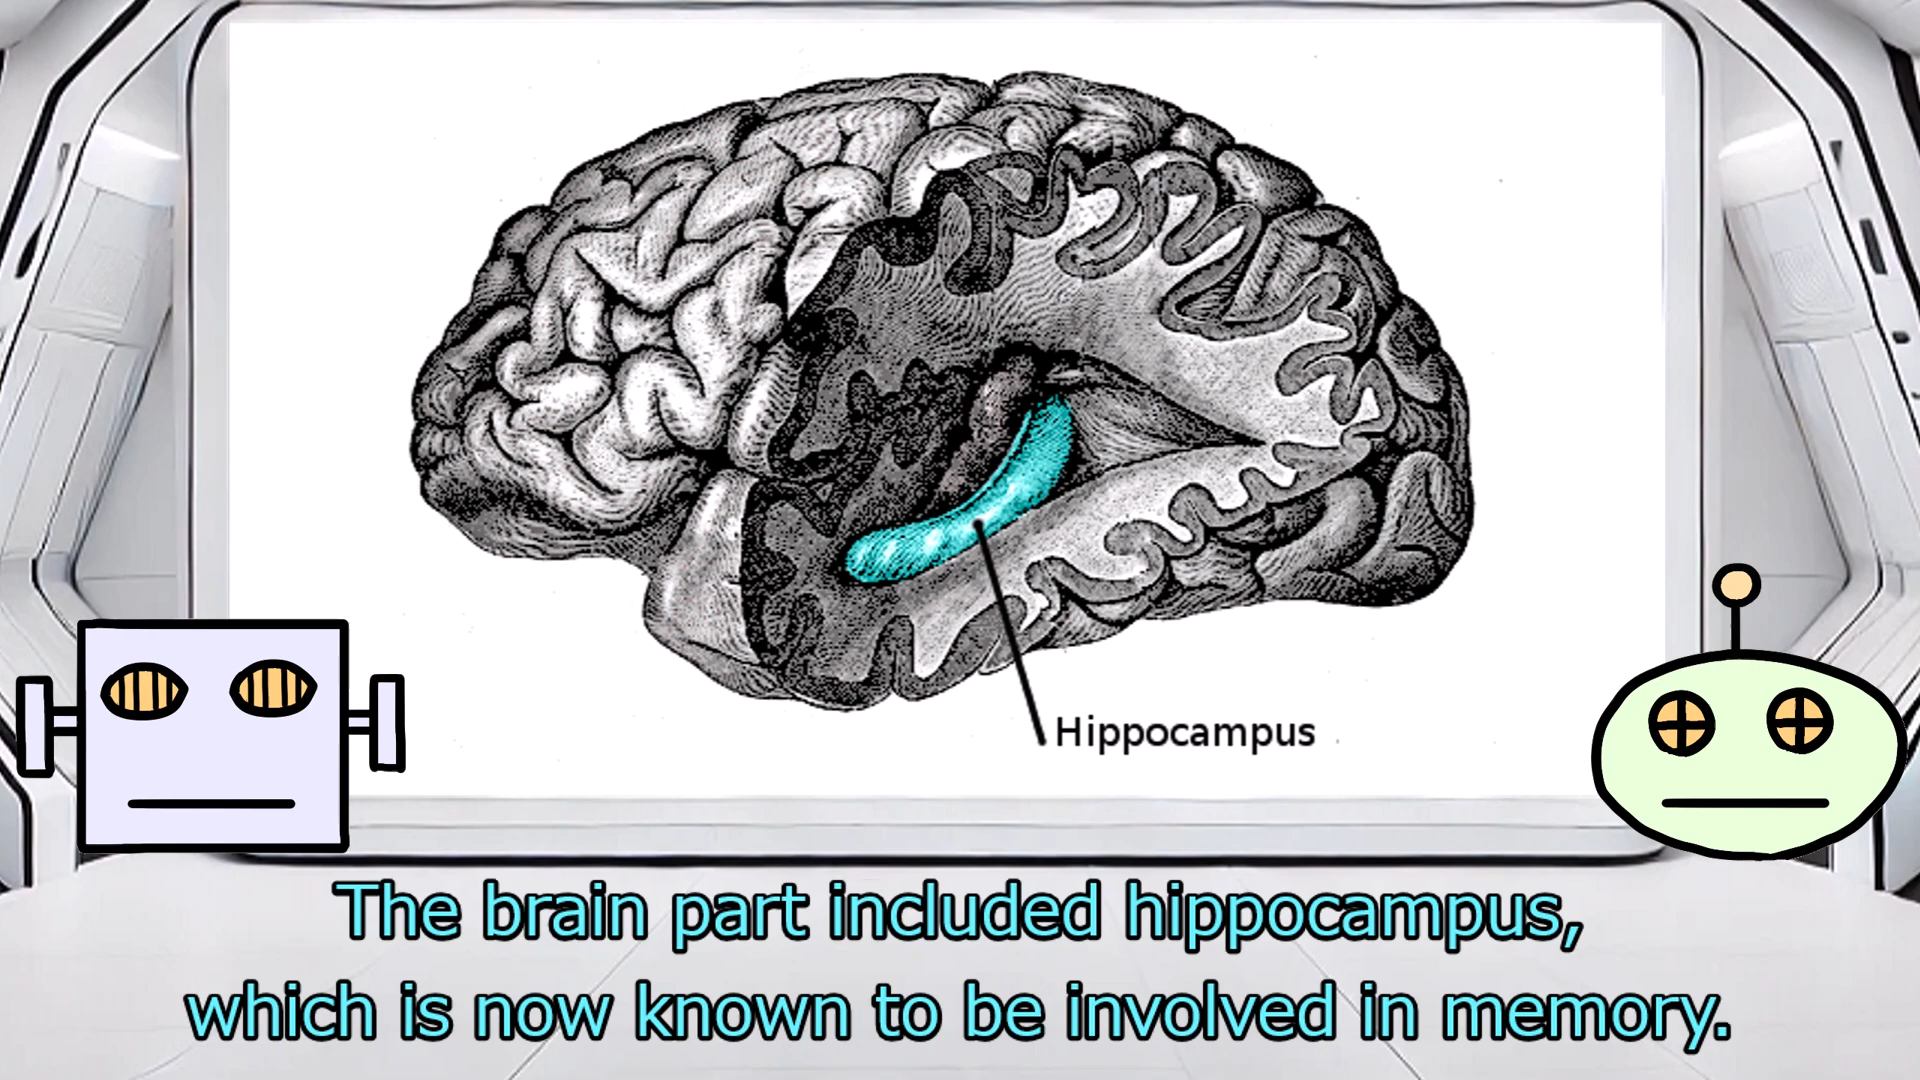 Hippocampus
The brain part included hippocampus,
which is now known to be involved in memory.